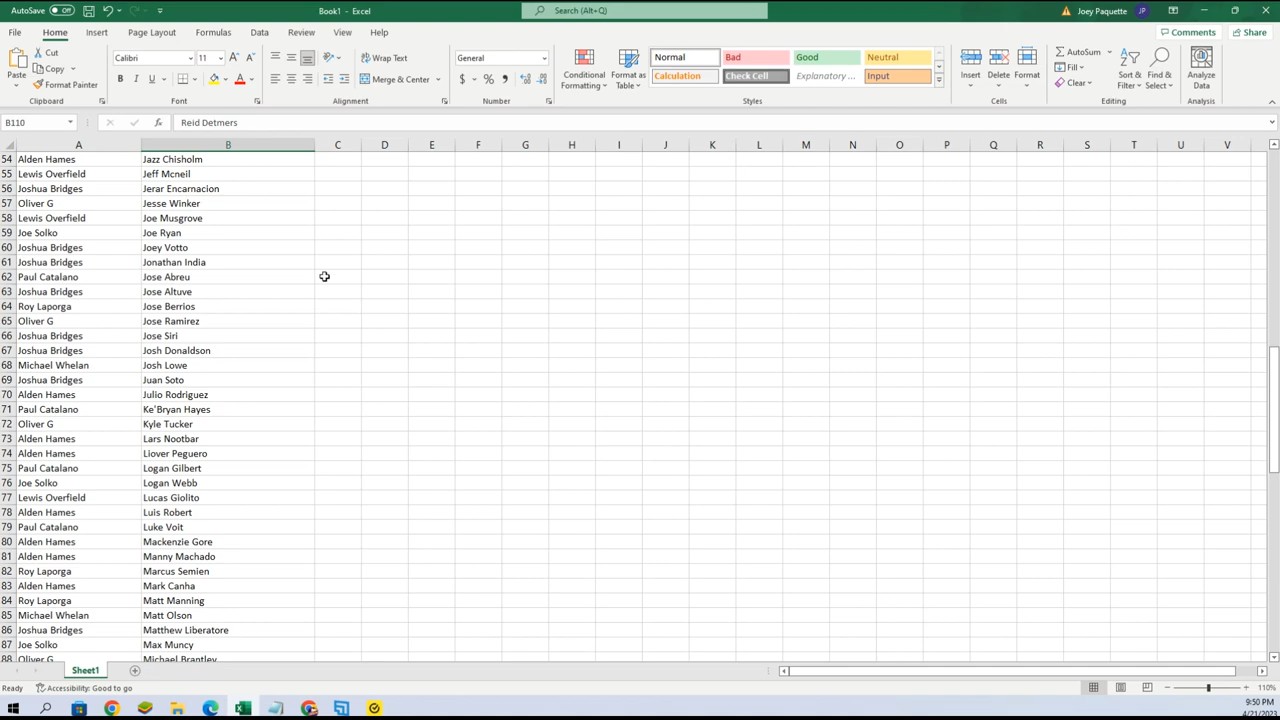 AutoSave Off Book1 - Excel Search (Alt+Q) Joey Paquette JP
File Home Insert Page Layout Formulas Data Review View Help Comments Share
Paste Cut Copy Format Painter Clipboard
Calibri 11 B I U Font
Wrap Text Merge & Center Alignment
General $ % Number
Conditional Formatting Format as Table
Normal Bad Good Neutral
Calculation Check Cell Explanatory ... Input
Styles
Insert Delete Format Cells
AutoSum Fill Clear Sort & Filter Find & Select Editing
Analyze Data Analysis
B110 fx Reid Detmers
A B C D E F G H I J K L M N O P Q R S T U V
54 Alden Hames Jazz Chisholm
55 Lewis Overfield Jeff Mcneil
56 Joshua Bridges Jerar Encarnacion
57 Oliver G Jesse Winker
58 Lewis Overfield Joe Musgrove
59 Joe Solko Joe Ryan
60 Joshua Bridges Joey Votto
61 Joshua Bridges Jonathan India
62 Paul Catalano Jose Abreu
63 Joshua Bridges Jose Altuve
64 Roy Laporga Jose Berrios
65 Oliver G Jose Ramirez
66 Joshua Bridges Jose Siri
67 Joshua Bridges Josh Donaldson
68 Michael Whelan Josh Lowe
69 Joshua Bridges Juan Soto
70 Alden Hames Julio Rodriguez
71 Paul Catalano Ke'Bryan Hayes
72 Oliver G Kyle Tucker
73 Alden Hames Lars Nootbar
74 Alden Hames Liover Peguero
75 Paul Catalano Logan Gilbert
76 Joe Solko Logan Webb
77 Lewis Overfield Lucas Giolito
78 Alden Hames Luis Robert
79 Paul Catalano Luke Voit
80 Alden Hames Mackenzie Gore
81 Alden Hames Manny Machado
82 Roy Laporga Marcus Semien
83 Alden Hames Mark Canha
84 Roy Laporga Matt Manning
85 Michael Whelan Matt Olson
86 Joshua Bridges Matthew Liberatore
87 Joe Solko Max Muncy
88 Oliver G Michael Brantley
Sheet1
Ready Accessibility: Good to go 110%
9:50 PM
4/21/2023